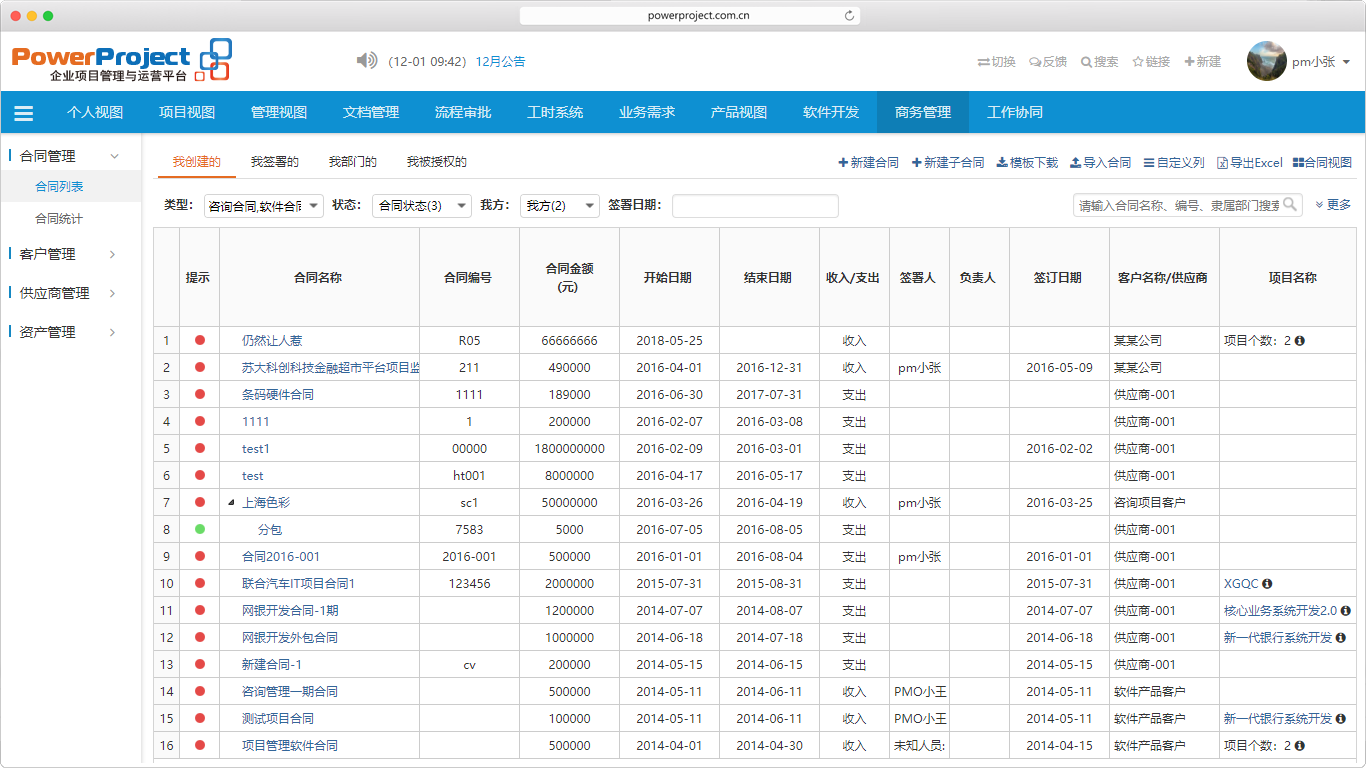 powerproject.com.cn
PowerProject
企业项目管理与运营平台
(12-01 09:42) 12月公告
切换 反馈 搜索 链接 新建 pm小张
个人视图 项目视图 管理视图 文档管理 流程审批 工时系统 业务需求 产品视图 软件开发 商务管理 工作协同
合同管理
合同列表
合同统计
客户管理
供应商管理
资产管理
我创建的 我签署的 我部门的 我被授权的
新建合同 新建子合同 模板下载 导入合同 自定义列 导出Excel 合同视图
类型: 咨询合同,软件合同 状态: 合同状态(3) 我方: 我方(2) 签署日期: 请输入合同名称、编号、隶属部门搜索 更多
提示 合同名称 合同编号 合同金额(元) 开始日期 结束日期 收入/支出 签署人 负责人 签订日期 客户名称/供应商 项目名称
1 仍然让人惹 R05 66666666 2018-05-25 收入 某某公司 项目个数: 2
2 苏大科创科技金融超市平台项目监 211 490000 2016-04-01 2016-12-31 收入 pm小张 2016-05-09 某某公司
3 条码硬件合同 1111 189000 2016-06-30 2017-07-31 支出 供应商-001
4 1111 1 200000 2016-02-07 2016-03-08 支出 供应商-001
5 test1 00000 1800000000 2016-02-09 2016-03-01 支出 2016-02-02 供应商-001
6 test ht001 8000000 2016-04-17 2016-05-17 支出 供应商-001
7 上海色彩 sc1 50000000 2016-03-26 2016-04-19 收入 pm小张 2016-03-25 咨询项目客户
8 分包 7583 5000 2016-07-05 2016-08-05 支出 供应商-001
9 合同2016-001 2016-001 500000 2016-01-01 2016-08-04 支出 pm小张 2016-01-01 供应商-001
10 联合汽车IT项目合同1 123456 2000000 2015-07-31 2015-08-31 支出 2015-07-31 供应商-001 XGQC
11 网银开发合同-1期 1200000 2014-07-07 2014-08-07 支出 2014-07-07 供应商-001 核心业务系统开发2.0
12 网银开发外包合同 1000000 2014-06-18 2014-07-18 支出 2014-06-18 供应商-001 新一代银行系统开发
13 新建合同-1 cv 200000 2014-05-15 2014-06-15 支出 2014-05-15 供应商-001
14 咨询管理一期合同 500000 2014-05-11 2014-06-11 收入 PMO小王 2014-05-11 软件产品客户
15 测试项目合同 100000 2014-05-11 2014-06-11 收入 PMO小王 2014-05-11 软件产品客户 新一代银行系统开发
16 项目管理软件合同 500000 2014-04-01 2014-04-30 收入 未知人员: 2014-04-15 软件产品客户 项目个数: 2